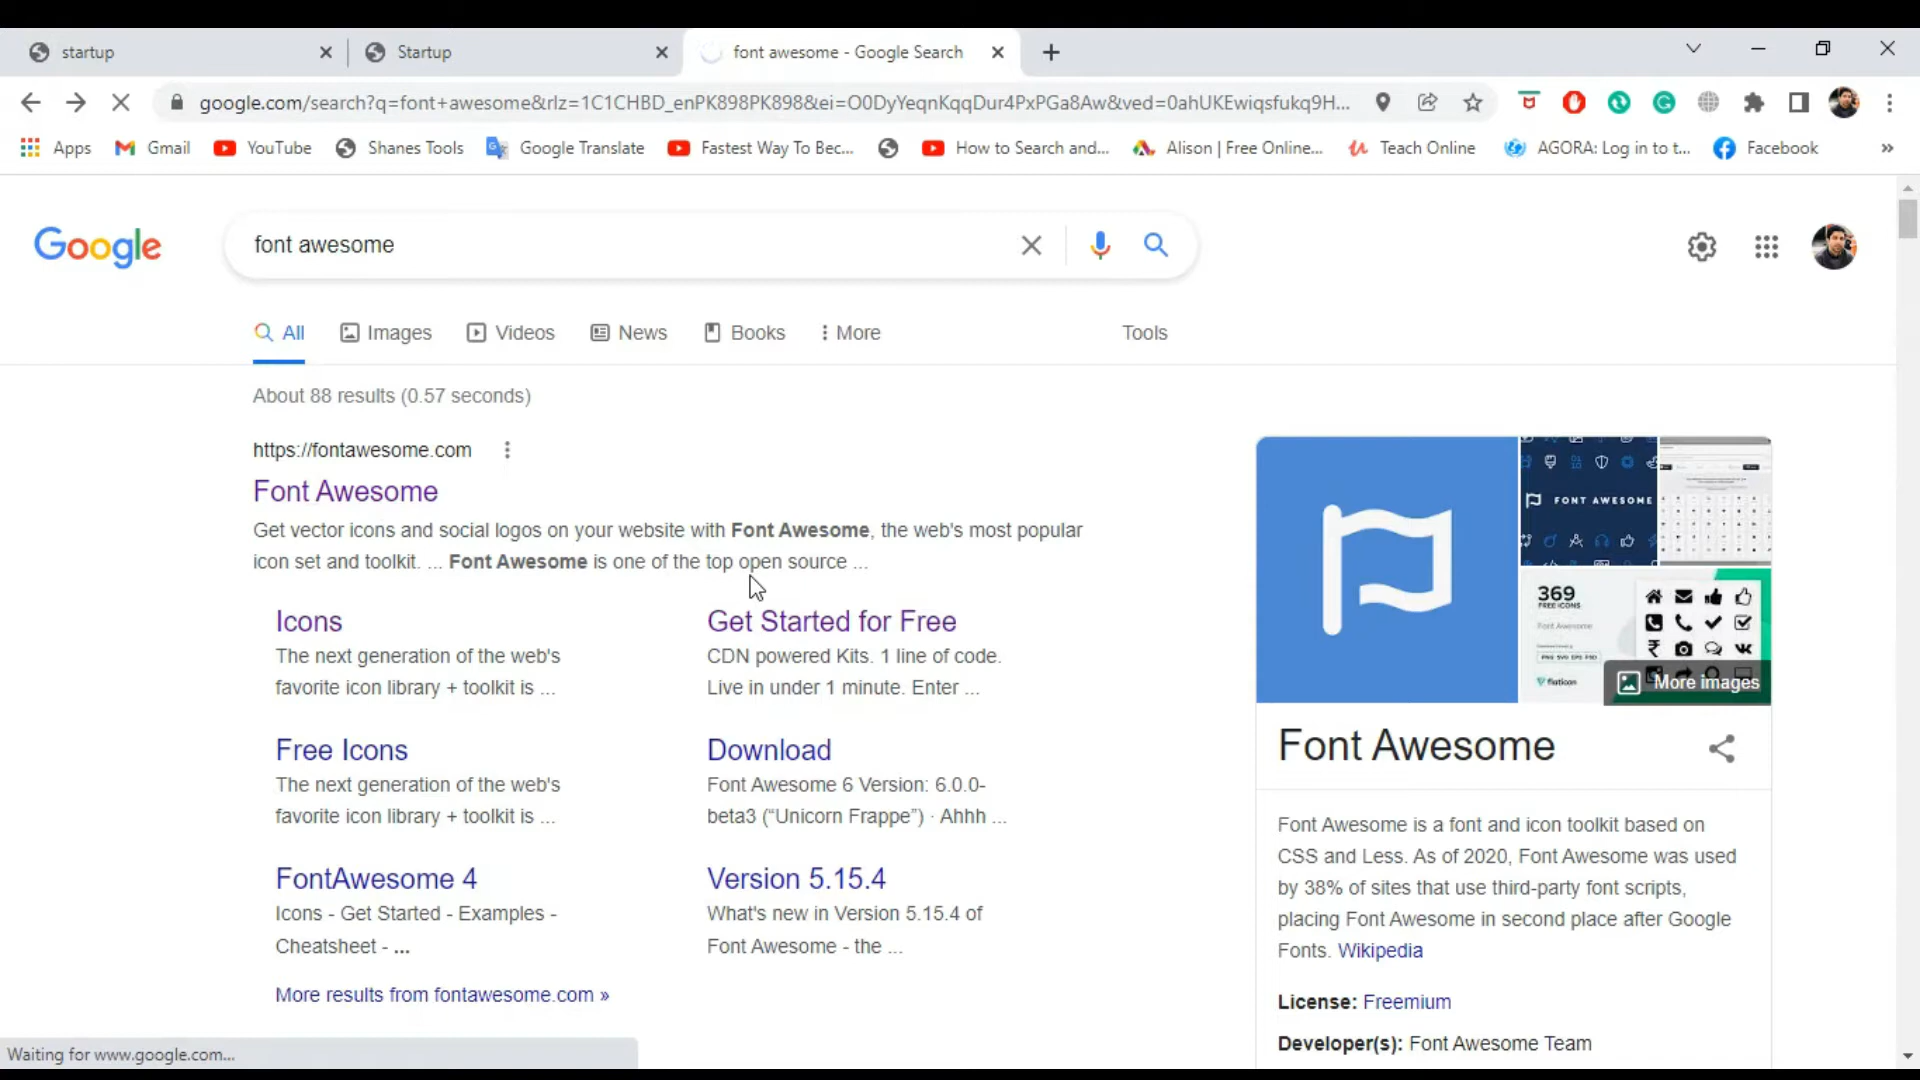 startup
Startup
font awesome - Google Search
google.com/search?q=font+awesome&rlz=1C1CHBD_enPK898PK898&ei=O0DyYeqnKqqDur4PxPGa8Aw&ved=0ahUKEwiqsfukq9H...
Apps
Gmail
YouTube
Shanes Tools
Google Translate
Fastest Way To Bec...
How to Search and...
Alison | Free Online...
Teach Online
AGORA: Log in to t...
Facebook
»
Google
font awesome
All
Images
Videos
News
Books
More
Tools
About 88 results (0.57 seconds)
https://fontawesome.com
Font Awesome
Get vector icons and social logos on your website with Font Awesome, the web's most popular
icon set and toolkit. ... Font Awesome is one of the top open source ...
Icons
The next generation of the web's
favorite icon library + toolkit is ...
Get Started for Free
CDN powered Kits. 1 line of code.
Live in under 1 minute. Enter ...
Free Icons
The next generation of the web's
favorite icon library + toolkit is ...
Download
Font Awesome 6 Version: 6.0.0-
beta3 (“Unicorn Frappe”) · Ahhh ...
FontAwesome 4
Icons - Get Started - Examples -
Cheatsheet - ...
Version 5.15.4
What's new in Version 5.15.4 of
Font Awesome - the ...
More results from fontawesome.com »
FONT AWESOME
369
FREE ICONS
Font Awesome
flaticon
More images
Font Awesome
Font Awesome is a font and icon toolkit based on
CSS and Less. As of 2020, Font Awesome was used
by 38% of sites that use third-party font scripts,
placing Font Awesome in second place after Google
Fonts. Wikipedia
License: Freemium
Developer(s): Font Awesome Team
Waiting for www.google.com...